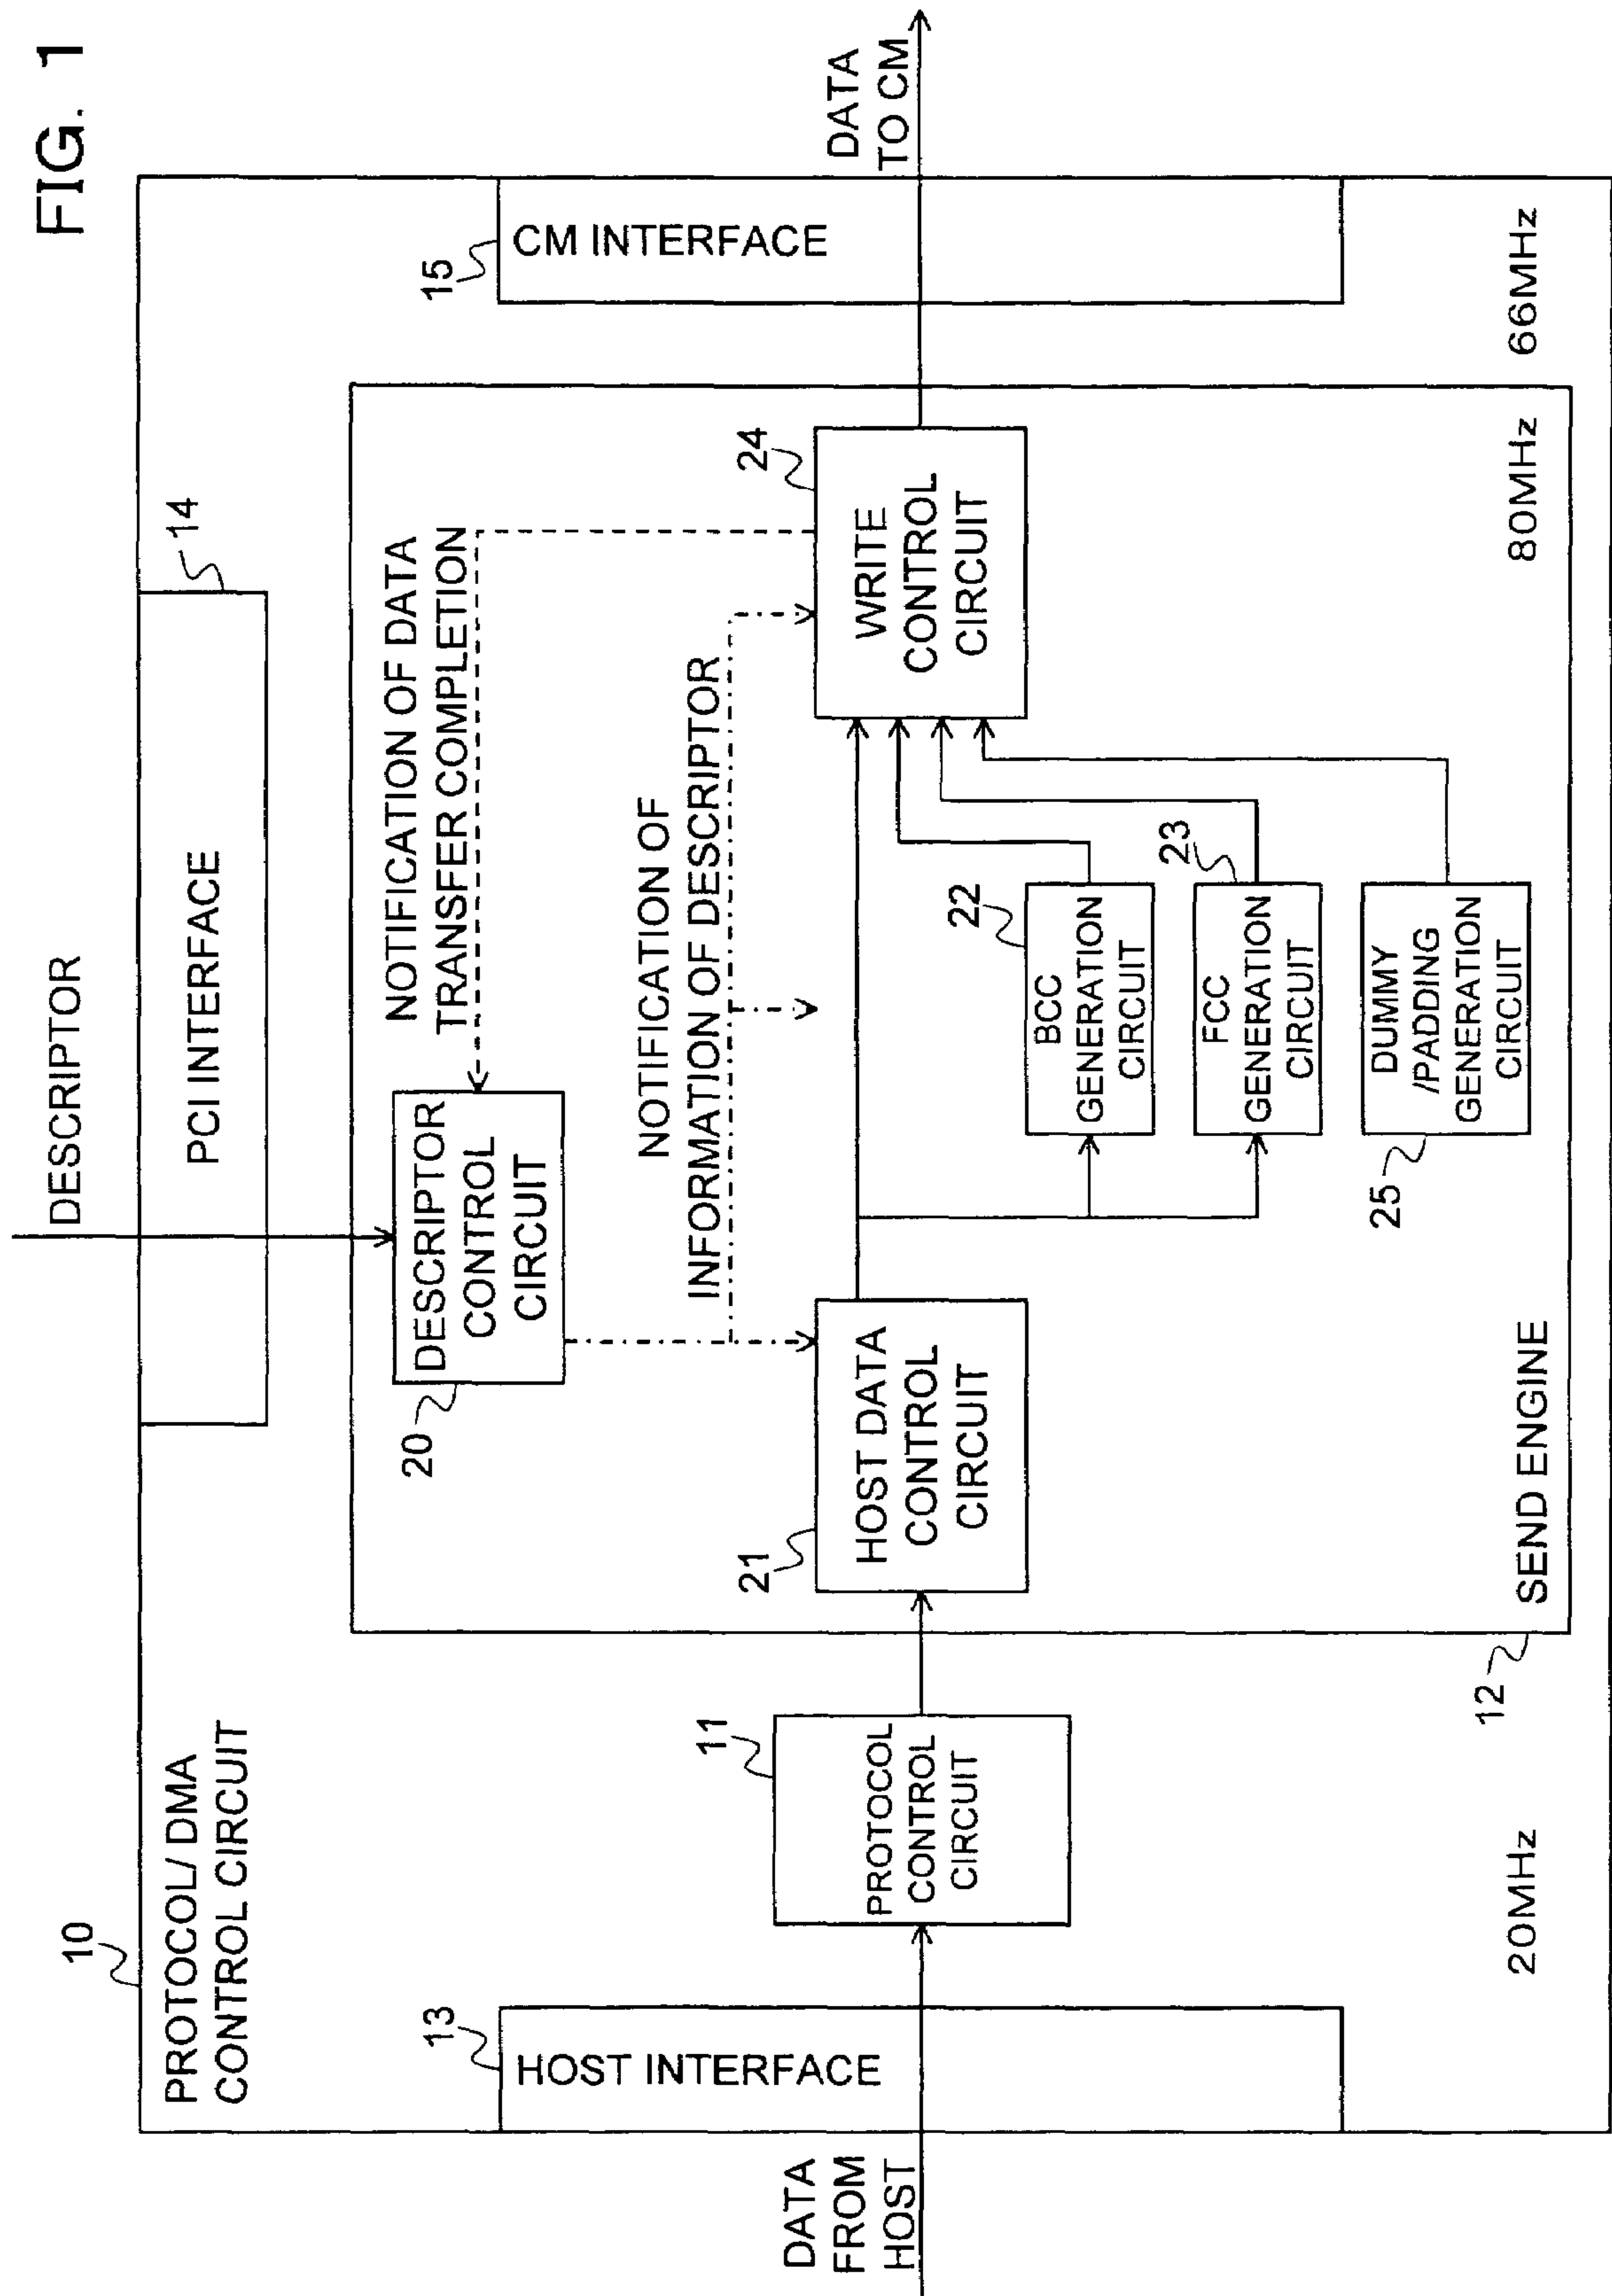 FIG. 1
DESCRIPTOR
10
PROTOCOL/ DMA
CONTROL CIRCUIT
PCI INTERFACE
14
20
DESCRIPTOR
CONTROL
CIRCUIT
NOTIFICATION OF DATA
TRANSFER COMPLETION
NOTIFICATION OF
INFORMATION OF DESCRIPTOR
13
HOST INTERFACE
15
CM INTERFACE
DATA
FROM
HOST
11
PROTOCOL
CONTROL
CIRCUIT
21
HOST DATA
CONTROL
CIRCUIT
24
WRITE
CONTROL
CIRCUIT
DATA
TO CM
22
BCC
GENERATION
CIRCUIT
23
FCC
GENERATION
CIRCUIT
25
DUMMY
/PADDING
GENERATION
CIRCUIT
20MHz
12
SEND ENGINE
80MHz
66MHz